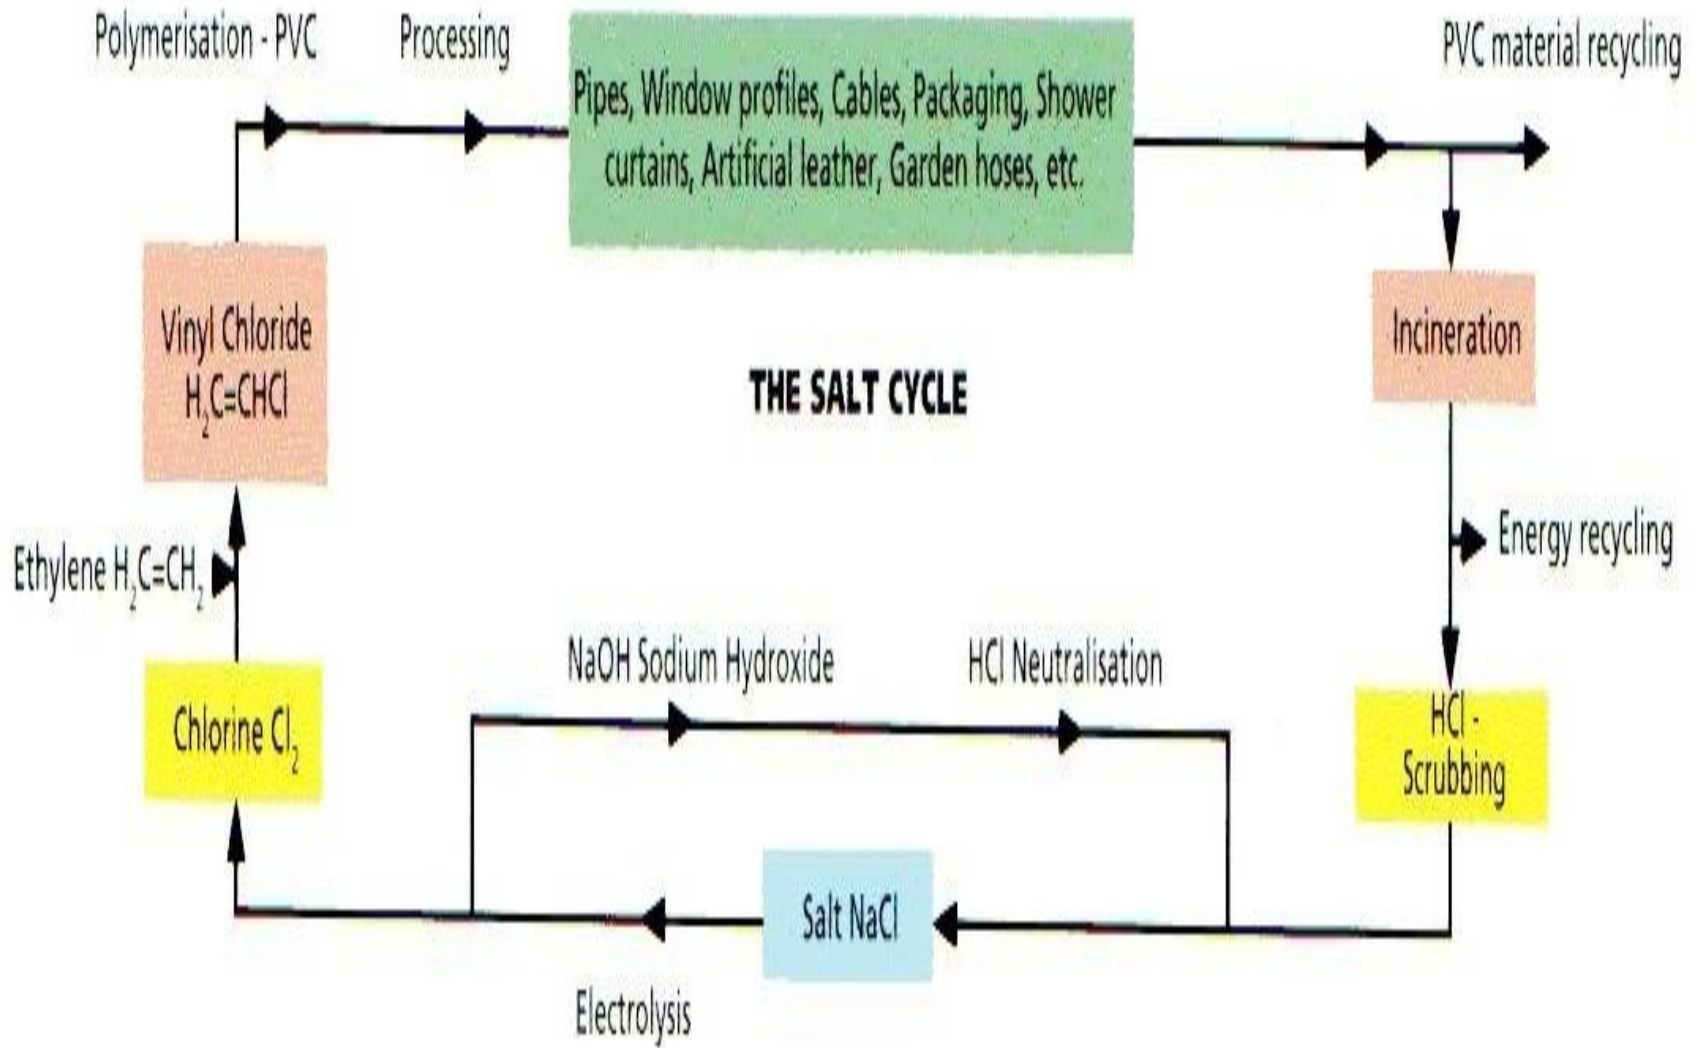 Polymerisation - PVC
Processing
Pipes, Window profiles, Cables, Packaging, Shower
curtains, Artificial leather, Garden hoses, etc.
PVC material recycling
Vinyl Chloride
H₂C=CHCl
THE SALT CYCLE
Incineration
Ethylene H₂C=CH₂
Energy recycling
NaOH Sodium Hydroxide
HCl Neutralisation
Chlorine Cl₂
HCl -
Scrubbing
Salt NaCl
Electrolysis